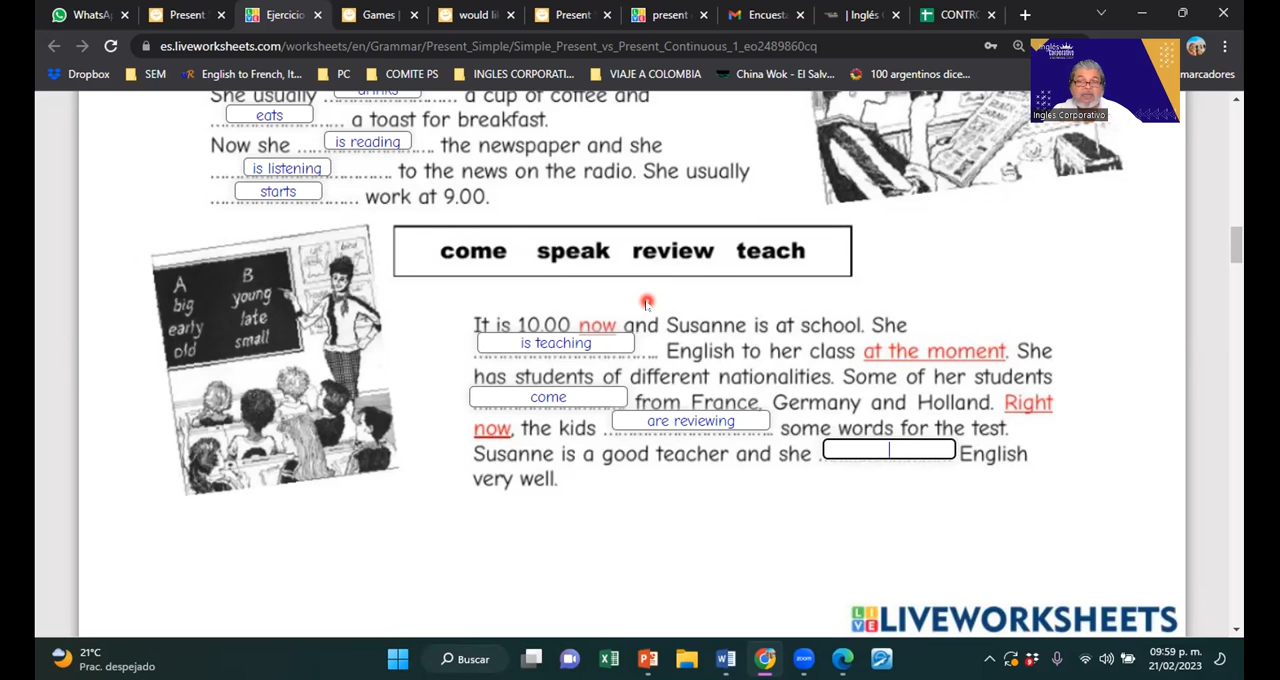 WhatsA
Present
Ejercicio
Games |
would lik
Present
present
Encuest
| Inglés
CONTRO
es.liveworksheets.com/worksheets/en/Grammar/Present_Simple/Simple_Present_vs_Present_Continuous_1_eo2489860cq
Dropbox
SEM
English to French, It...
PC
COMITE PS
INGLES CORPORATI...
VIAJE A COLOMBIA
China Wok - El Salv...
100 argentinos dice...
marcadores
Inglés Corporativo
She usually drinks a cup of coffee and
eats a toast for breakfast.
Now she is reading the newspaper and she
is listening to the news on the radio. She usually
starts work at 9.00.
come speak review teach
A B
big young
early late
old small
It is 10.00 now and Susanne is at school. She
is teaching English to her class at the moment. She
has students of different nationalities. Some of her students
come from France, Germany and Holland. Right
now, the kids are reviewing some words for the test.
Susanne is a good teacher and she English
very well.
LIVEWORKSHEETS
21°C
Prac. despejado
Buscar
zoom
09:59 p. m.
21/02/2023